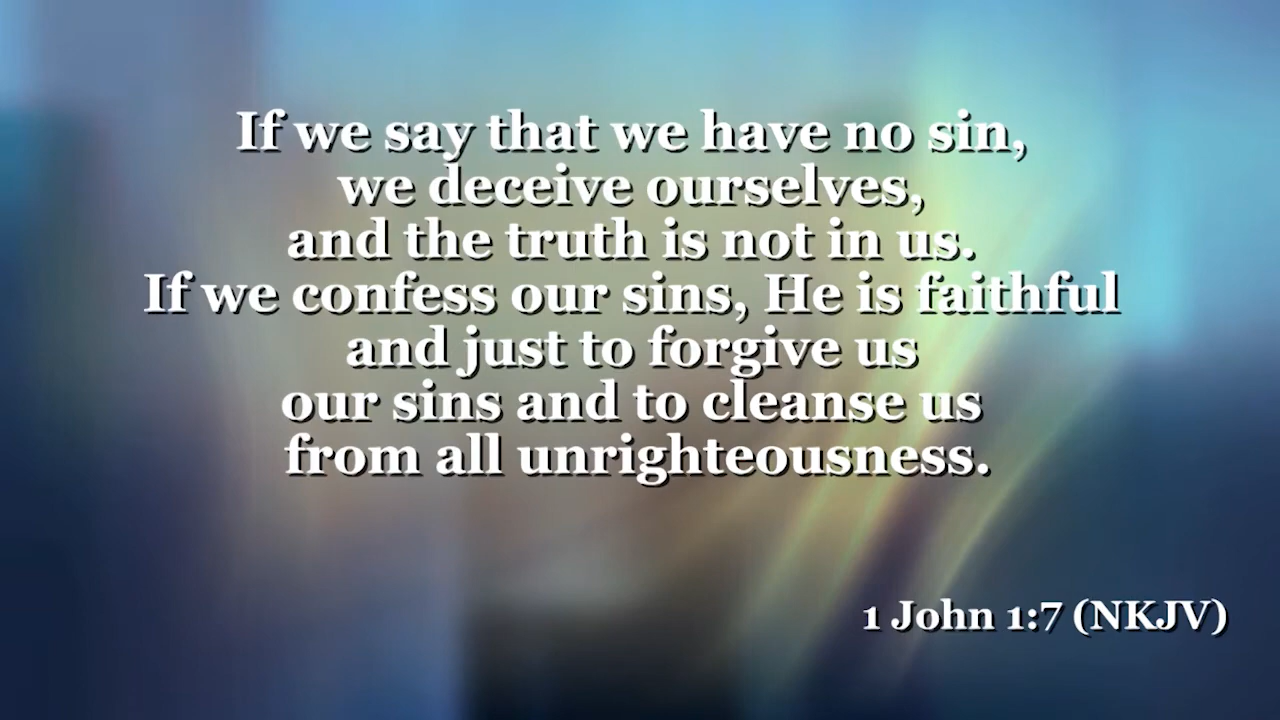 If we say that we have no sin,
we deceive ourselves,
and the truth is not in us.
If we confess our sins, He is faithful
and just to forgive us
our sins and to cleanse us
from all unrighteousness.
1 John 1:7 (NKJV)